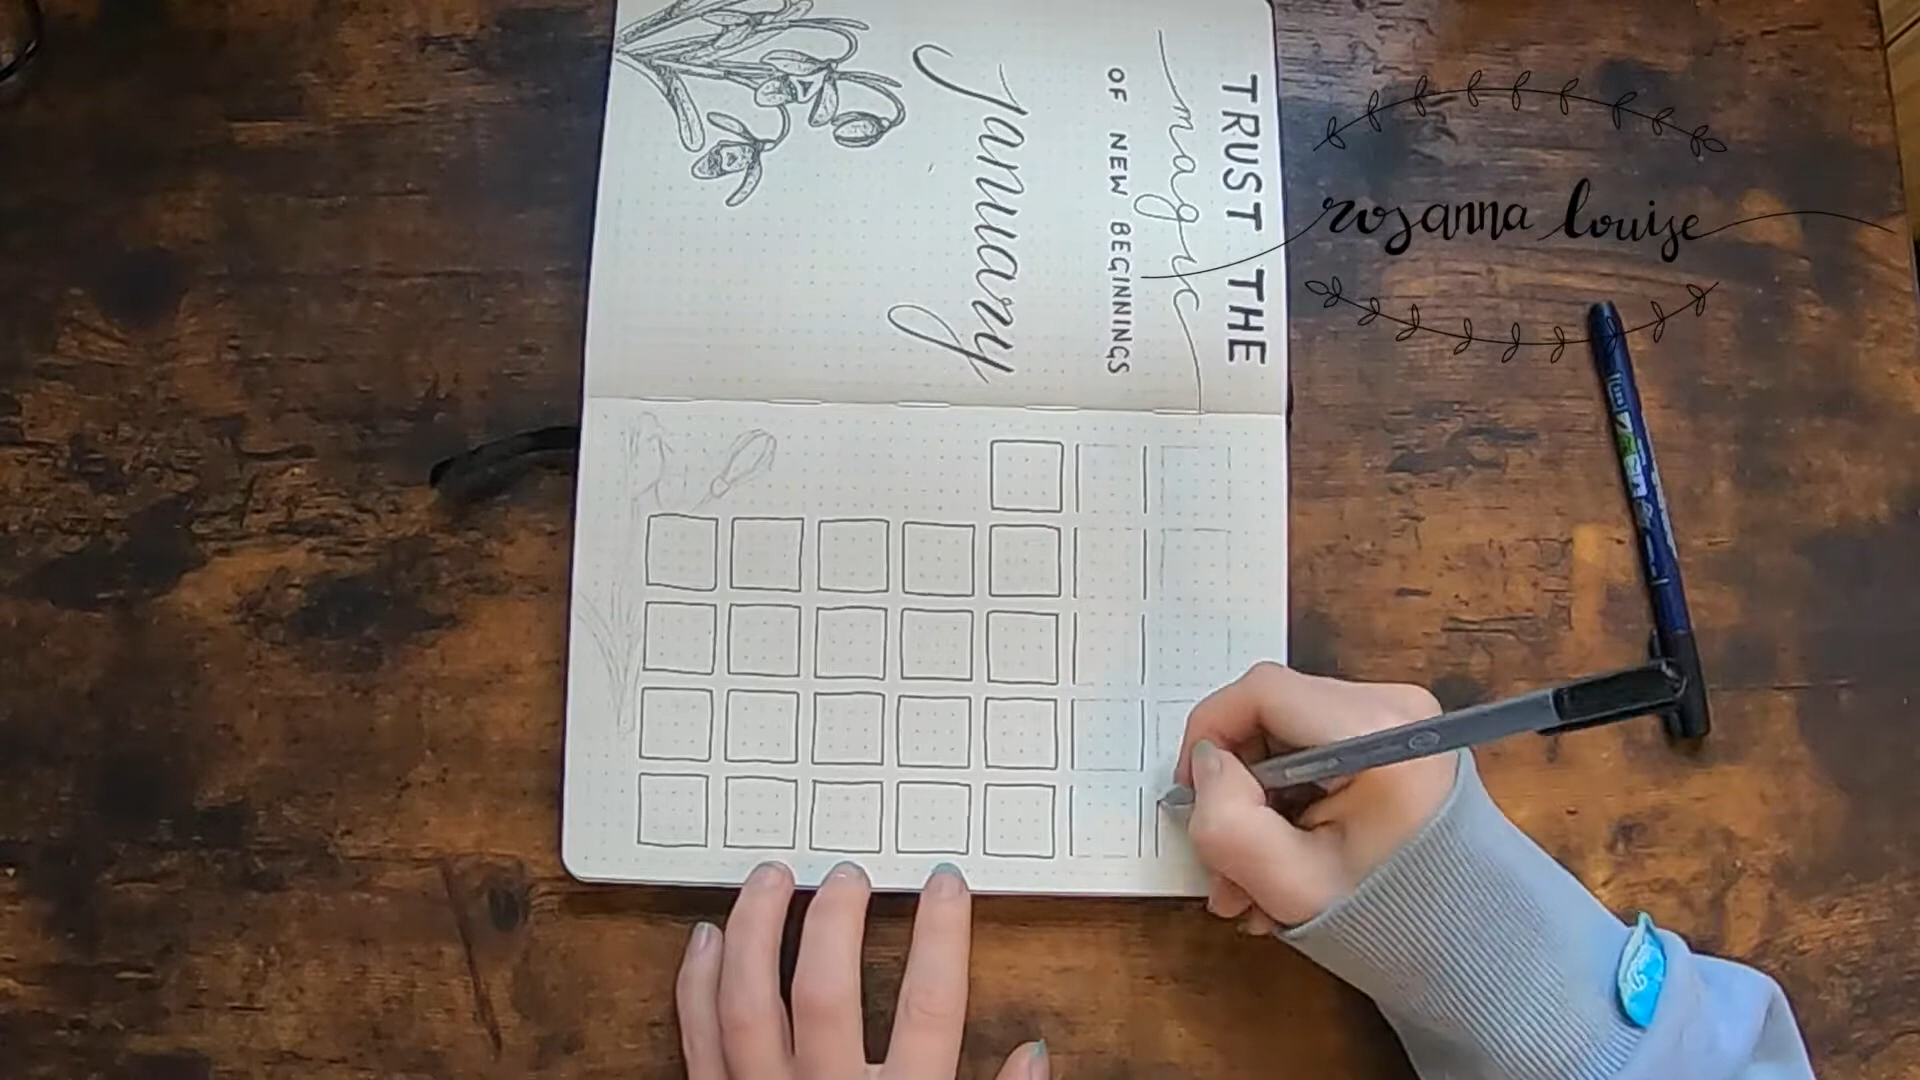 TRUST THE
magic
OF NEW BEGINNINGS
January
rosanna louise